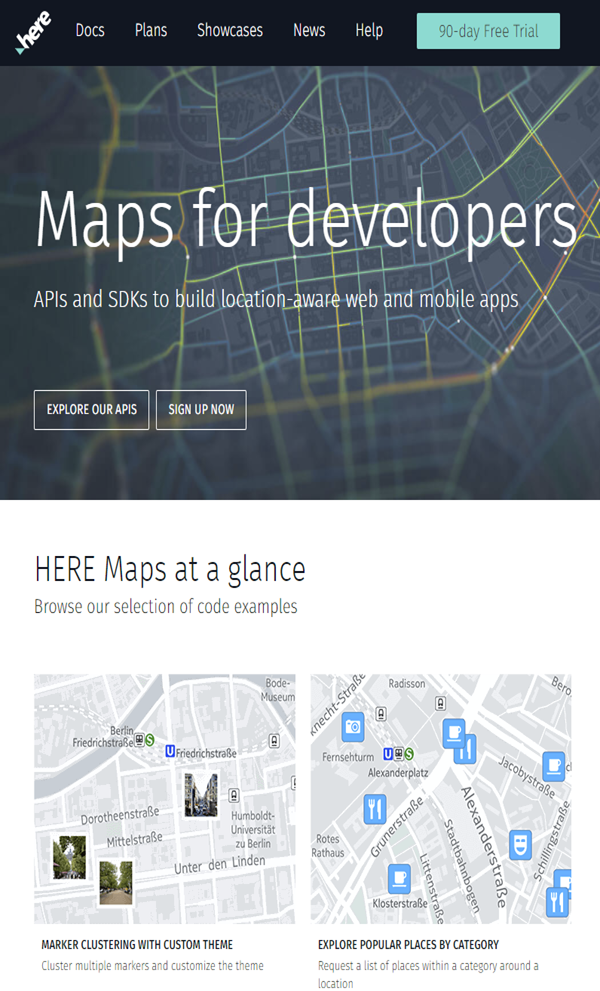 here Docs Plans Showcases News Help 90-day Free Trial
Maps for developers
APIs and SDKs to build location-aware web and mobile apps
EXPLORE OUR APIS SIGN UP NOW
HERE Maps at a glance
Browse our selection of code examples
Bode-
Museum
Berlin
Friedrichstraße S
U Friedrichstraße
Dorotheenstraße
Mittelstraße
Humboldt-
Universität
zu Berlin
Unter den Linden
MARKER CLUSTERING WITH CUSTOM THEME
Cluster multiple markers and customize the theme
Radisson
knecht-Straße
Bero
Fernsehturm U S
Alexanderplatz
Jacobystraße
Alexanderstraße
Grunerstraße
Rotes
Rathaus
Stadtbahnbogen
Littenstraße
Schillingstraße
Klosterstraße
EXPLORE POPULAR PLACES BY CATEGORY
Request a list of places within a category around a
location